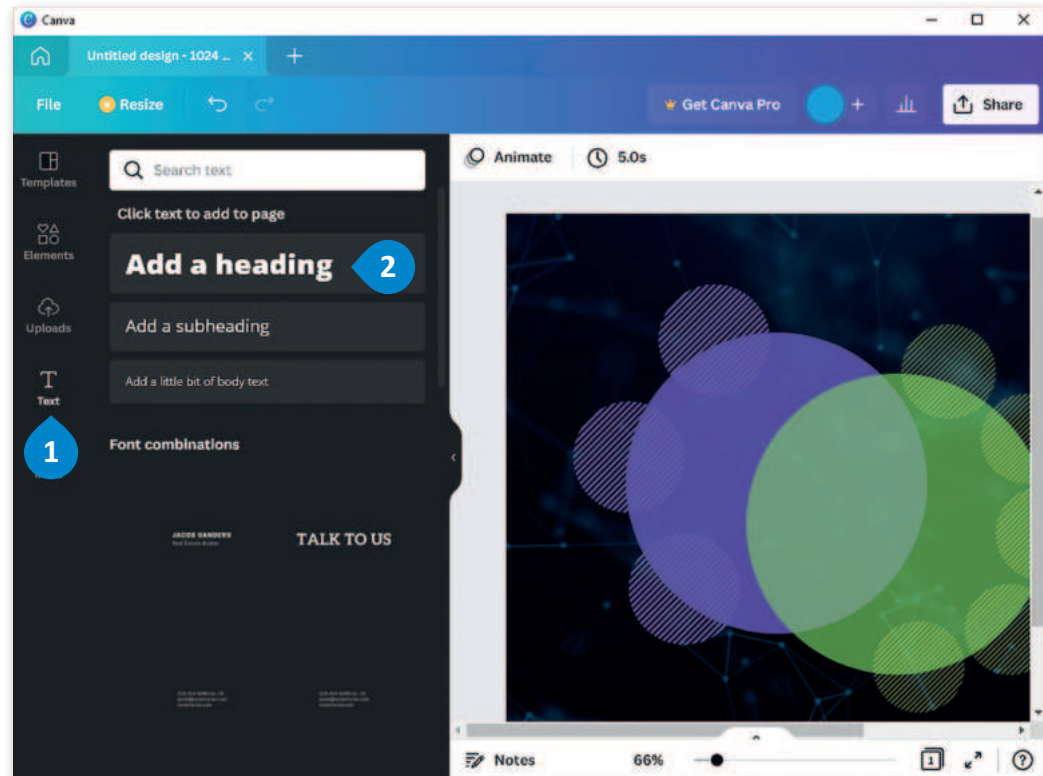 Canva
Untitled design - 1024 ...
File
Resize
Get Canva Pro
Share
Templates
Search text
Animate
5.0s
Click text to add to page
Elements
Add a heading
2
Uploads
Add a subheading
Text
Add a little bit of body text
1
Font combinations
JACOB SANDERS
TALK TO US
Notes
66%
1
?